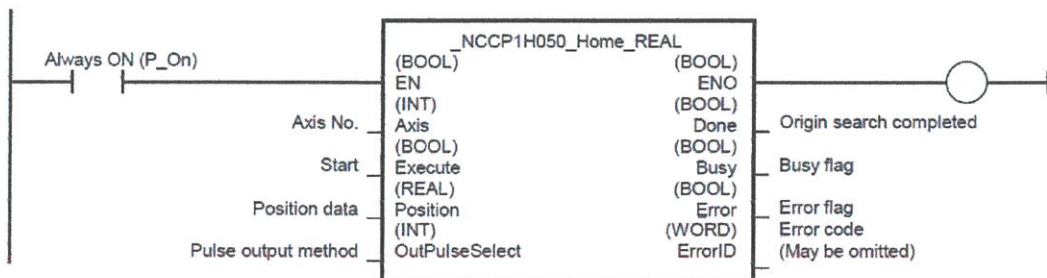 _NCCP1H050_Home_REAL
Always ON (P_On)
(BOOL) (BOOL)
EN ENO
(INT) (BOOL)
Axis No. Axis Done Origin search completed
(BOOL) (BOOL)
Start Execute Busy Busy flag
(REAL) (BOOL)
Position data Position Error Error flag
(INT) (WORD) Error code
Pulse output method OutPulseSelect ErrorID (May be omitted)